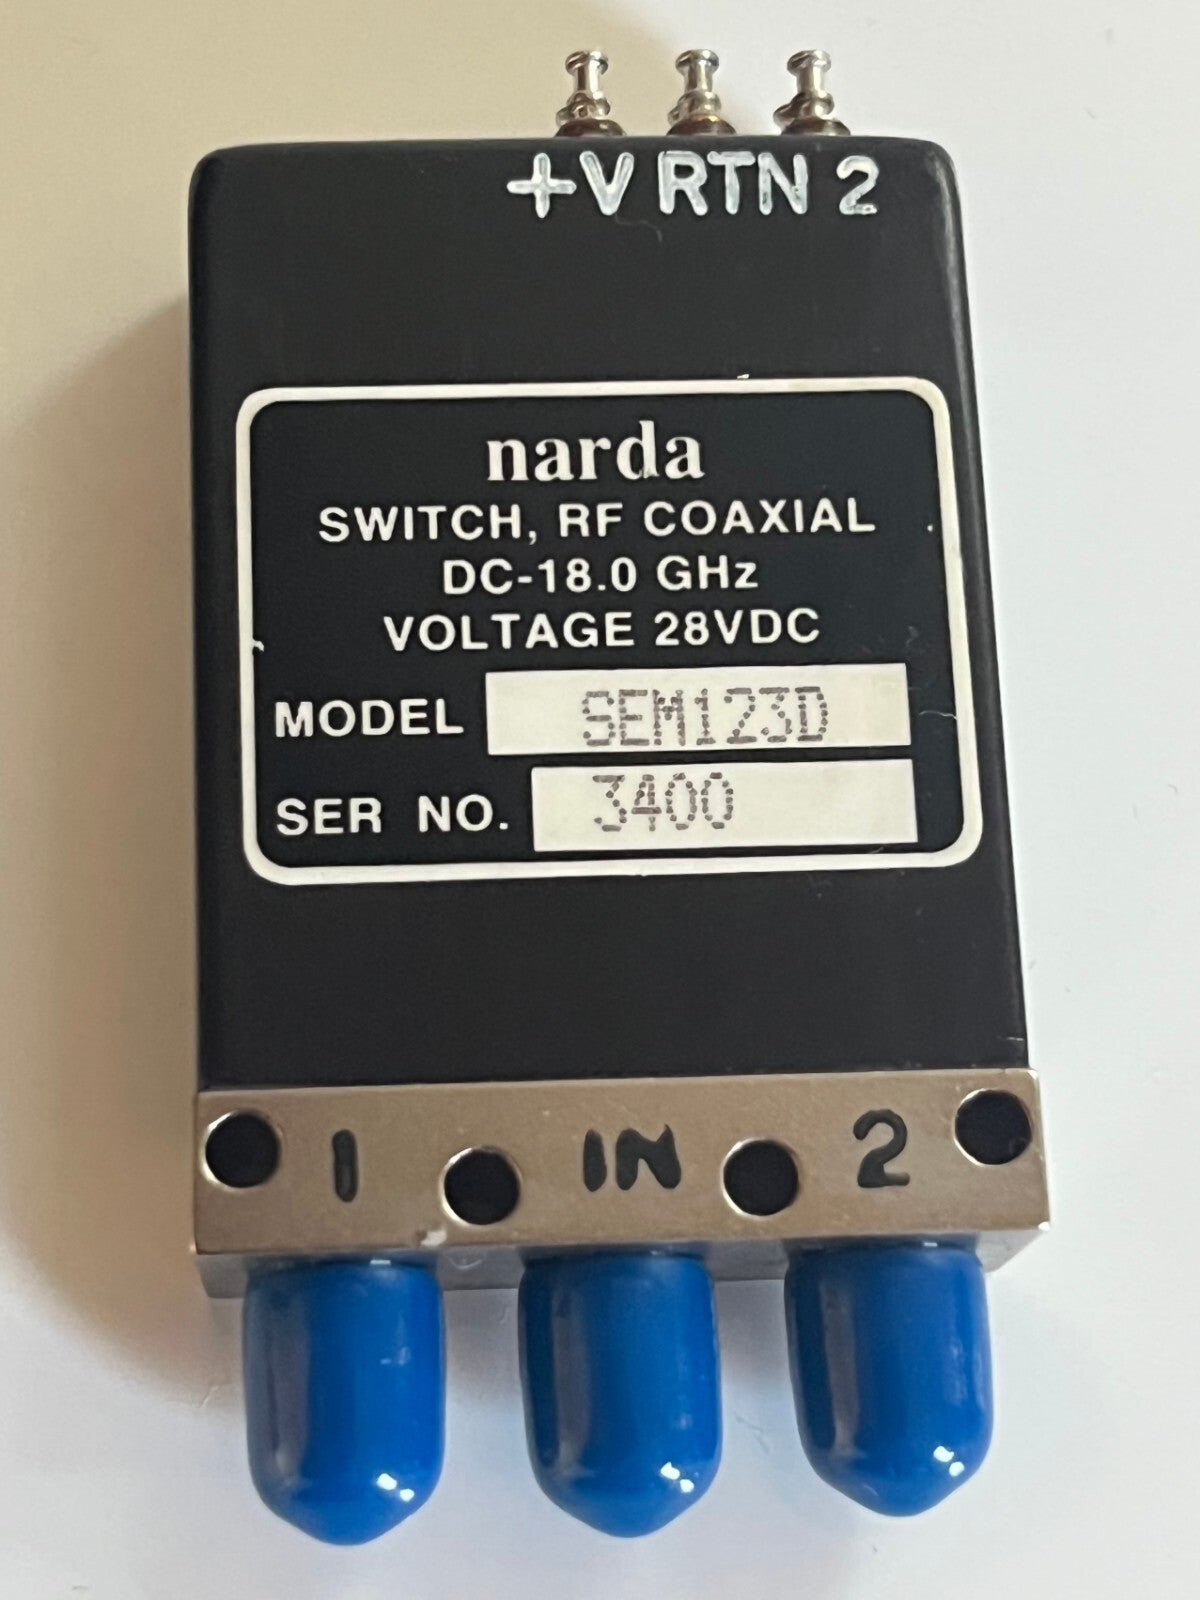 +V RTN 2
narda
SWITCH, RF COAXIAL
DC-18.0 GHz
VOLTAGE 28VDC
MODEL SEM123D
SER NO. 3400
1 IN 2